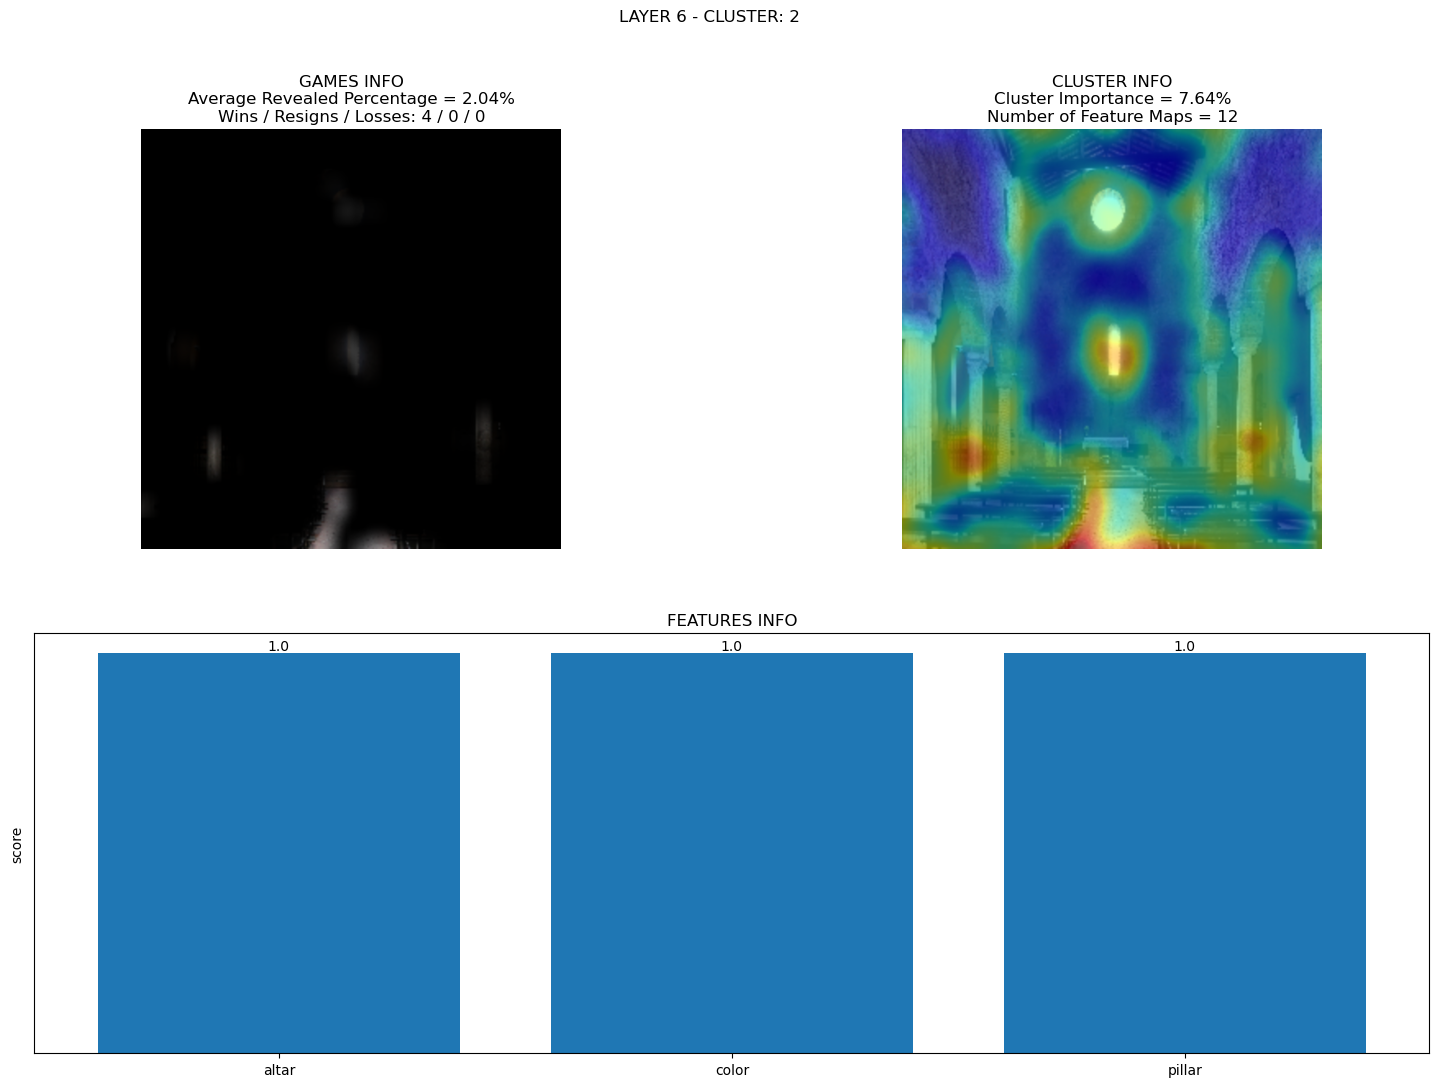 LAYER 6 - CLUSTER: 2
GAMES INFO
Average Revealed Percentage = 2.04%
Wins / Resigns / Losses: 4 / 0 / 0
CLUSTER INFO
Cluster Importance = 7.64%
Number of Feature Maps = 12
FEATURES INFO
1.0
1.0
1.0
score
altar
color
pillar